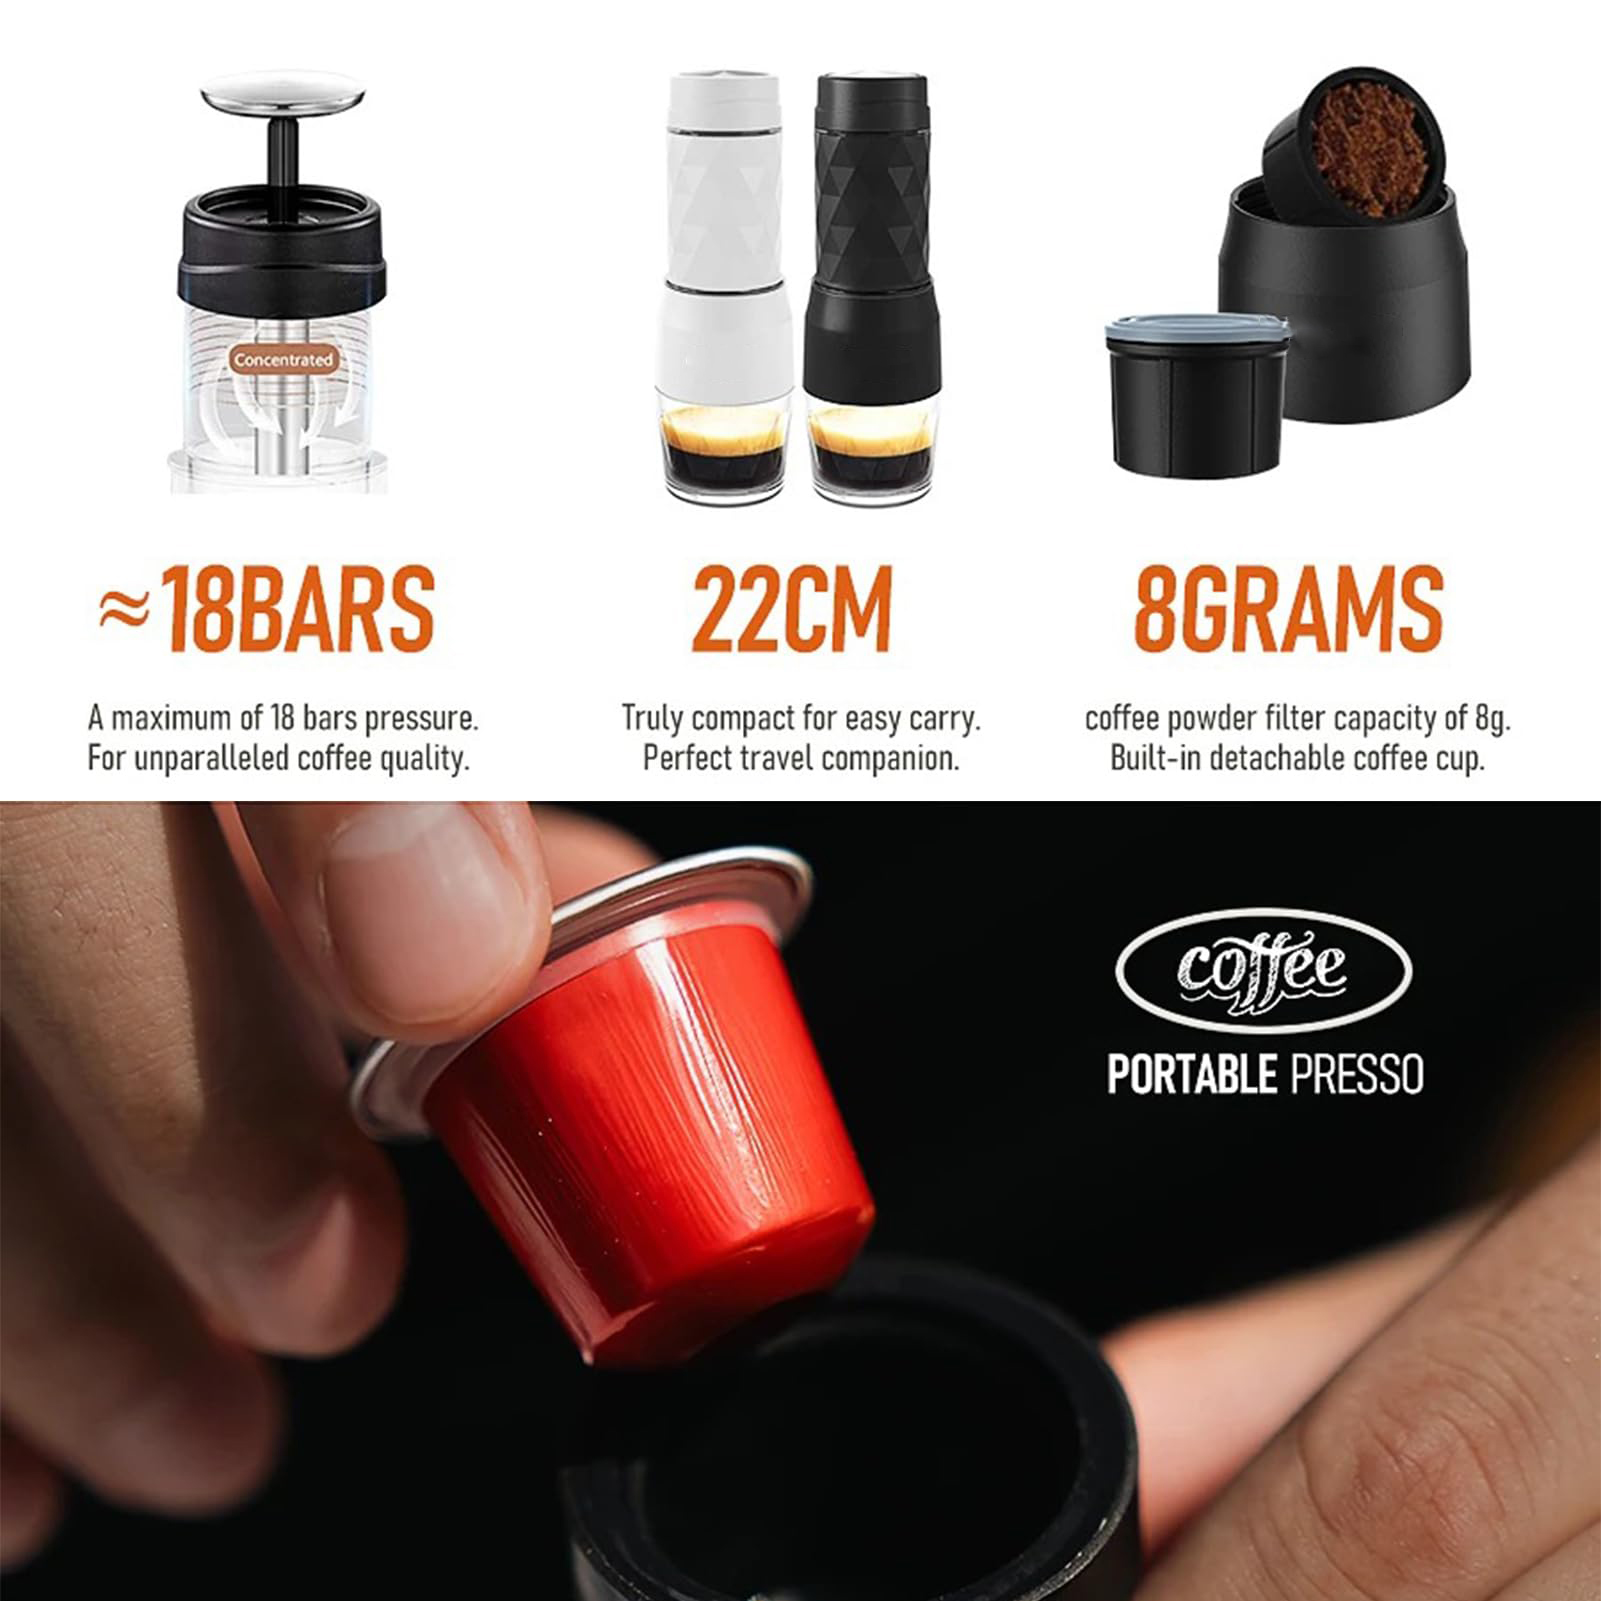 Concentrated
≈18BARS
A maximum of 18 bars pressure.
For unparalleled coffee quality.
22CM
Truly compact for easy carry.
Perfect travel companion.
8GRAMS
coffee powder filter capacity of 8g.
Built-in detachable coffee cup.
coffee
PORTABLE PRESSO